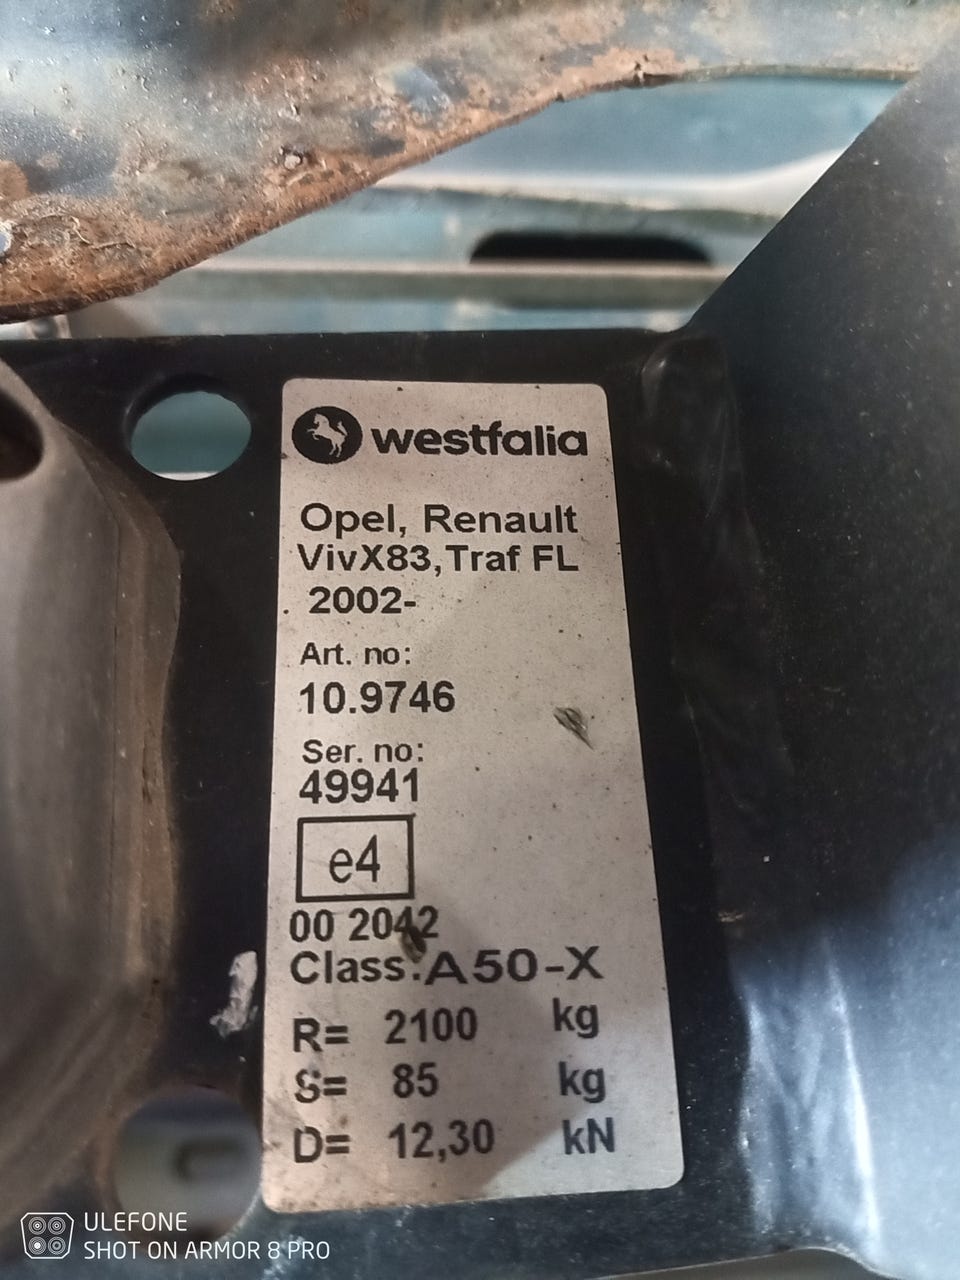 westfalia
Opel, Renault
VivX83, Traf FL
2002-
Art. no:
10.9746
Ser. no:
49941
e4
00 2042
Class: A50-X
R= 2100 kg
S= 85 kg
D= 12,30 kN
ULEFONE
SHOT ON ARMOR 8 PRO